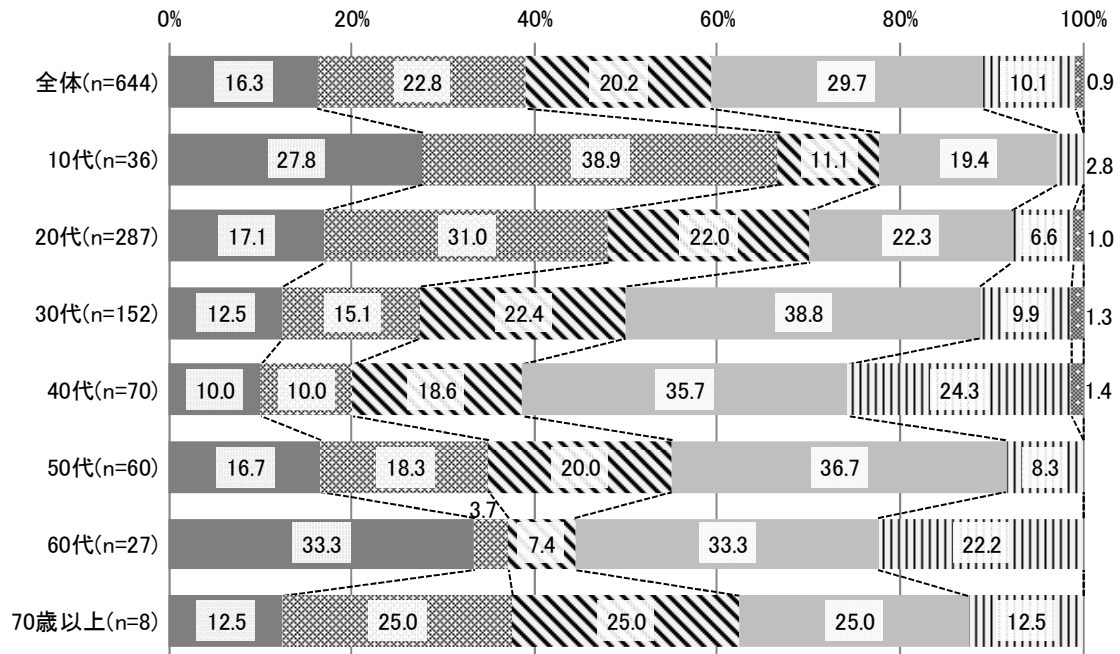 0% 20% 40% 60% 80% 100%
全体(n=644) 16.3 22.8 20.2 29.7 10.1 0.9
10代(n=36) 27.8 38.9 11.1 19.4 2.8
20代(n=287) 17.1 31.0 22.0 22.3 6.6 1.0
30代(n=152) 12.5 15.1 22.4 38.8 9.9 1.3
40代(n=70) 10.0 10.0 18.6 35.7 24.3 1.4
50代(n=60) 16.7 18.3 20.0 36.7 8.3
60代(n=27) 33.3 3.7 7.4 33.3 22.2
70歳以上(n=8) 12.5 25.0 25.0 25.0 12.5